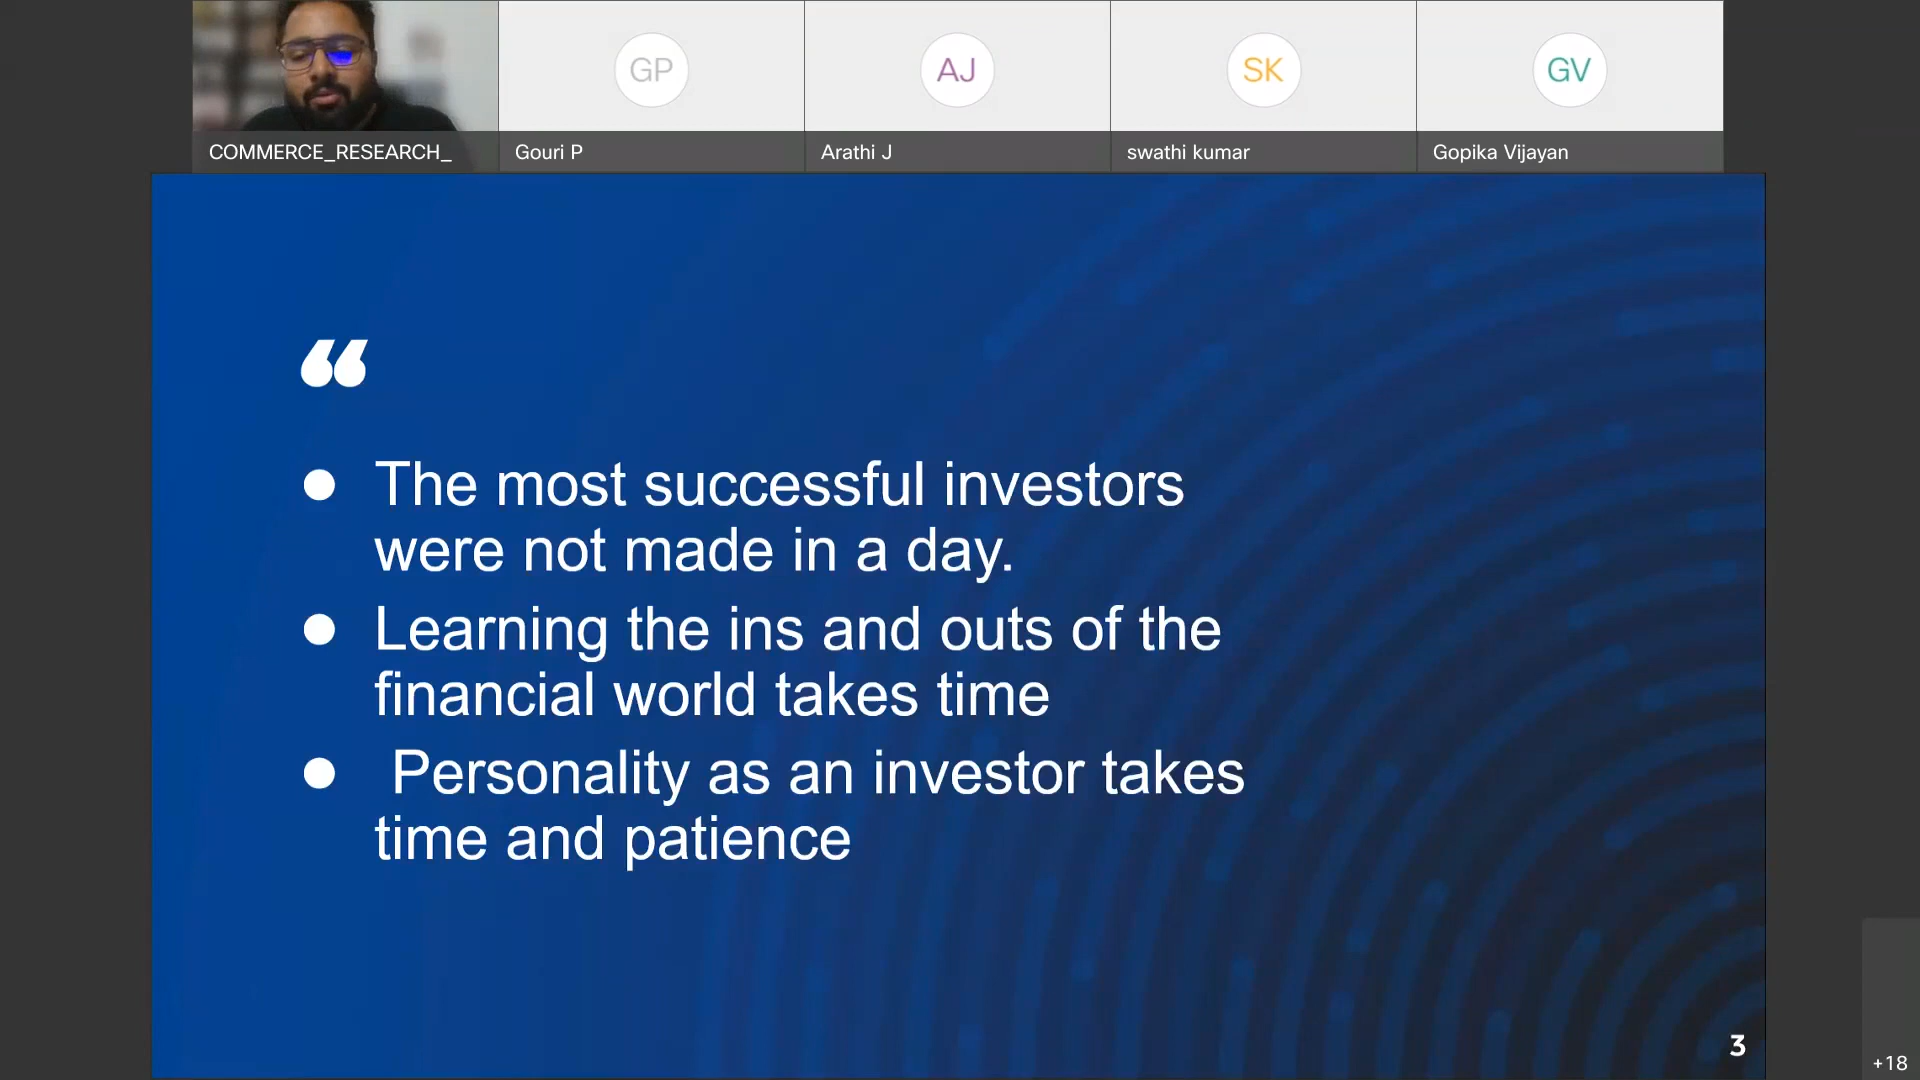 GP
AJ
SK
GV
COMMERCE_RESEARCH_
Gouri P
Arathi J
swathi kumar
Gopika Vijayan
“
● The most successful investors
were not made in a day.
● Learning the ins and outs of the
financial world takes time
● Personality as an investor takes
time and patience
3
+18